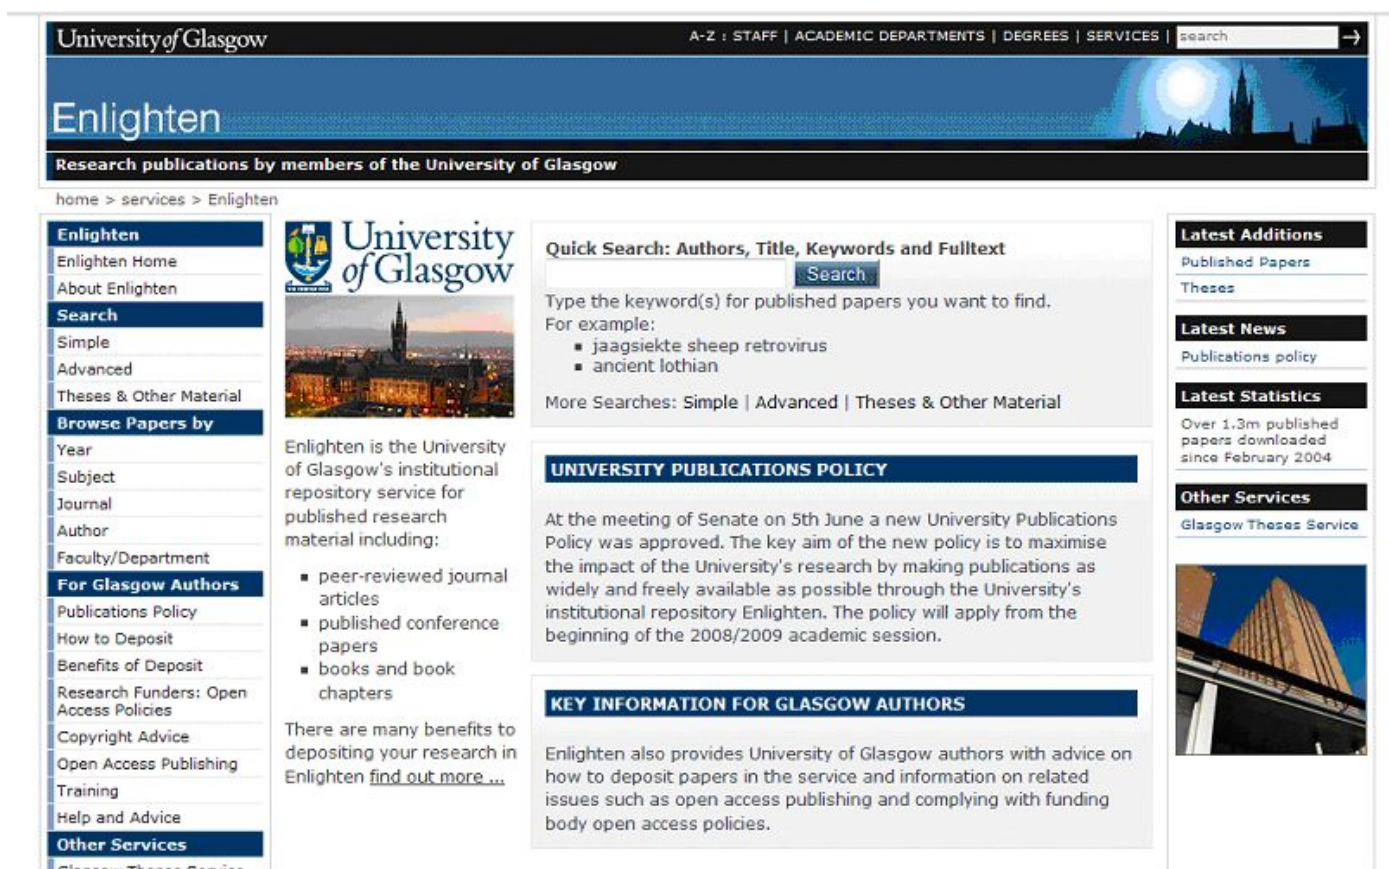 University of Glasgow
A-Z : STAFF | ACADEMIC DEPARTMENTS | DEGREES | SERVICES |
search
Enlighten
Research publications by members of the University of Glasgow
home > services > Enlighten
Enlighten
Enlighten Home
About Enlighten
Search
Simple
Advanced
Theses & Other Material
Browse Papers by
Year
Subject
Journal
Author
Faculty/Department
For Glasgow Authors
Publications Policy
How to Deposit
Benefits of Deposit
Research Funders: Open
Access Policies
Copyright Advice
Open Access Publishing
Training
Help and Advice
Other Services
Glasgow Theses Service
University
of Glasgow
Enlighten is the University
of Glasgow's institutional
repository service for
published research
material including:
peer-reviewed journal
articles
published conference
papers
books and book
chapters
There are many benefits to
depositing your research in
Enlighten find out more ...
Quick Search: Authors, Title, Keywords and Fulltext
Search
Type the keyword(s) for published papers you want to find.
For example:
jaagsiekte sheep retrovirus
ancient lothian
More Searches: Simple | Advanced | Theses & Other Material
UNIVERSITY PUBLICATIONS POLICY
At the meeting of Senate on 5th June a new University Publications
Policy was approved. The key aim of the new policy is to maximise
the impact of the University's research by making publications as
widely and freely available as possible through the University's
institutional repository Enlighten. The policy will apply from the
beginning of the 2008/2009 academic session.
KEY INFORMATION FOR GLASGOW AUTHORS
Enlighten also provides University of Glasgow authors with advice on
how to deposit papers in the service and information on related
issues such as open access publishing and complying with funding
body open access policies.
Latest Additions
Published Papers
Theses
Latest News
Publications policy
Latest Statistics
Over 1.3m published
papers downloaded
since February 2004
Other Services
Glasgow Theses Service